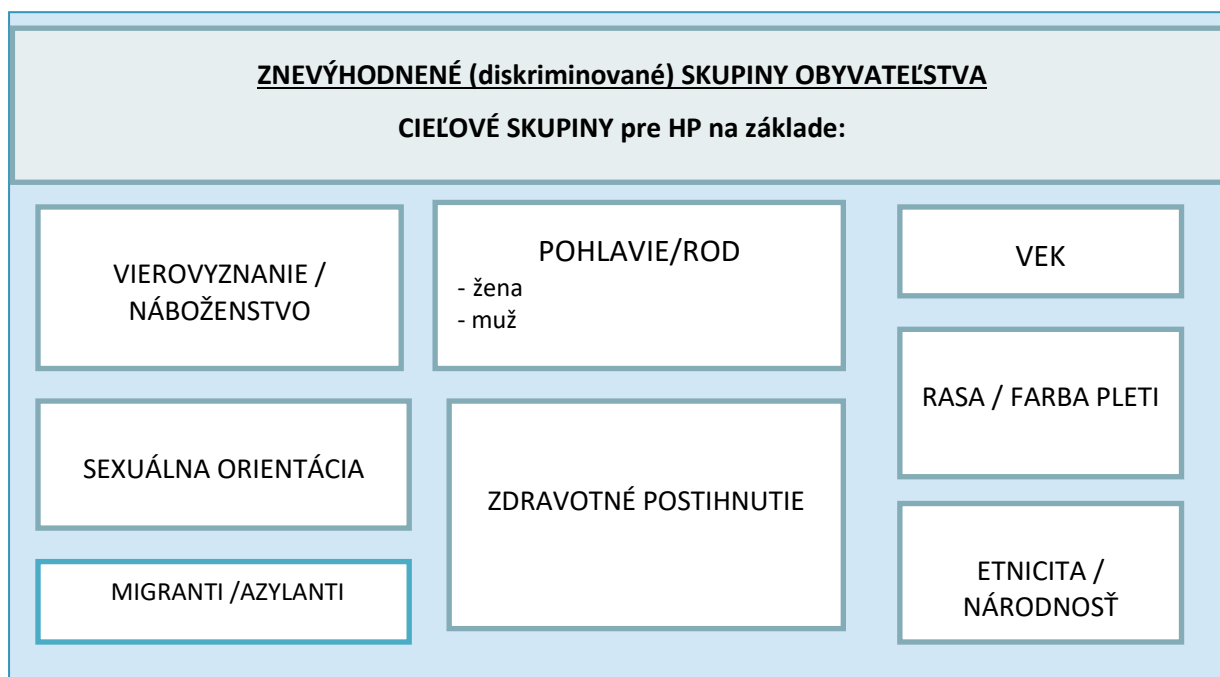 ZNEVÝHODNENÉ (diskriminované) SKUPINY OBYVATEĽSTVA
CIEĽOVÉ SKUPINY pre HP na základe:
VIEROVYZNANIE /
NÁBOŽENSTVO
POHLAVIE/ROD
- žena
- muž
VEK
RASA / FARBA PLETI
SEXUÁLNA ORIENTÁCIA
ZDRAVOTNÉ POSTIHNUTIE
MIGRANTI /AZYLANTI
ETNICITA /
NÁRODNOSŤ